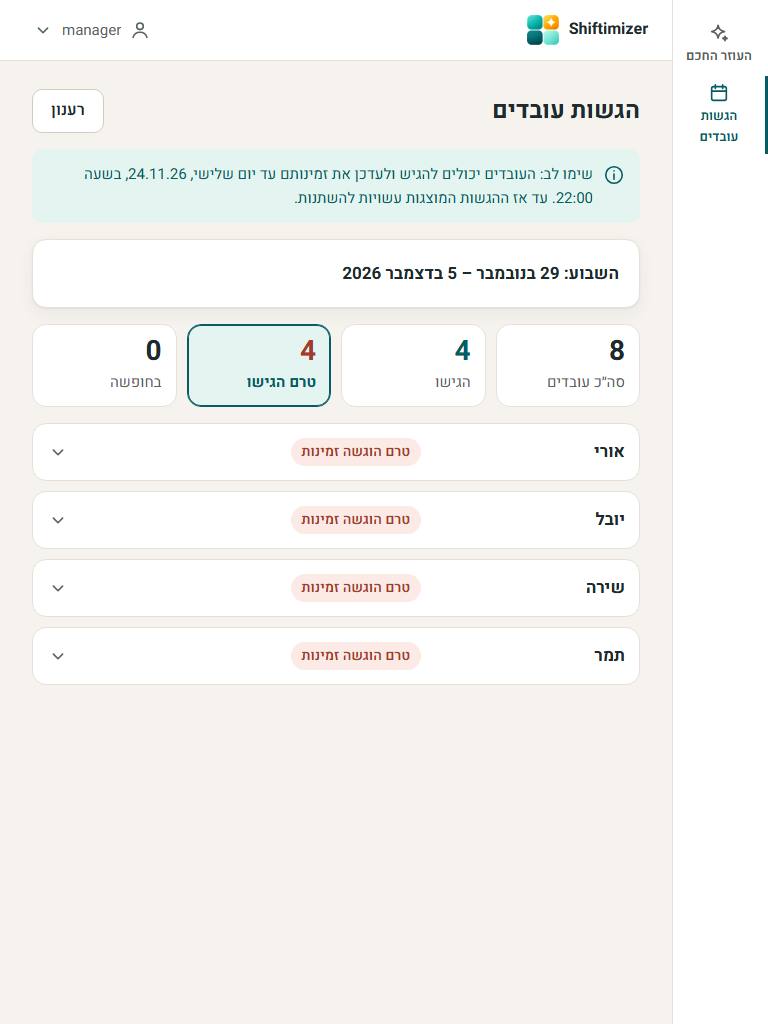 Shiftimizer
manager
העוזר החכם
הגשות
עובדים
הגשות עובדים
רענון
שימו לב: העובדים יכולים להגיש ולעדכן את זמינותם עד יום שלישי, 24.11.26, בשעה
22:00. עד אז ההגשות המוצגות עשויות להשתנות.
השבוע: 29 בנובמבר – 5 בדצמבר 2026
8
סה"כ עובדים
4
הגישו
4
טרם הגישו
0
בחופשה
אורי
טרם הוגשה זמינות
יובל
טרם הוגשה זמינות
שירה
טרם הוגשה זמינות
תמר
טרם הוגשה זמינות